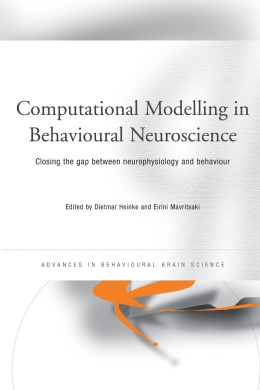 Computational Modelling in
Behavioural Neuroscience
Closing the gap between neurophysiology and behaviour
Edited by Dietmar Heinke and Eirini Mavritsaki
ADVANCES IN BEHAVIOURAL BRAIN SCIENCE